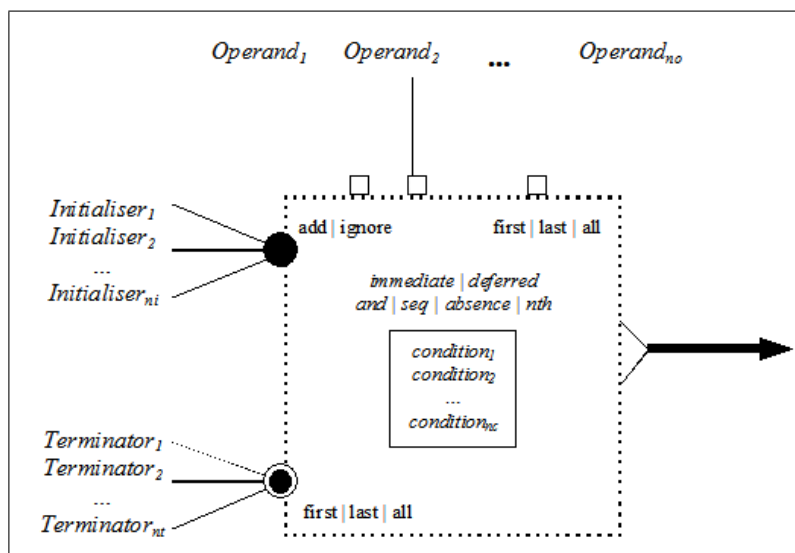 Operand1 Operand2 ... Operandno
Initialiser1
Initialiser2
...
Initialiserni
add | ignore
first | last | all
immediate | deferred
and | seq | absence | nth
condition1
condition2
...
conditionnc
Terminator1
Terminator2
...
Terminatornt
first | last | all